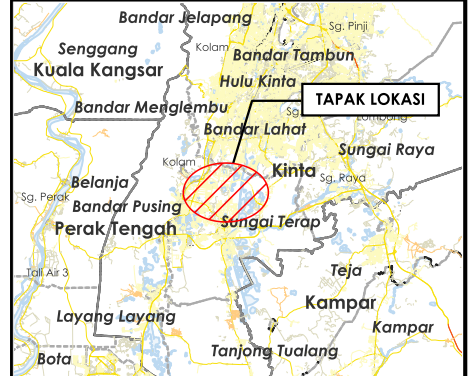 Bandar Jelapang
Sg. Pinji
Senggang
Kolam
Bandar Tambun
Kuala Kangsar
Hulu Kinta
TAPAK LOKASI
Bandar Menglembu
Sg.
Lombong
Bandar Lahat
Sungai Raya
Kolam
Kinta
Belanja
Sg. Raya
Sg. Perak
Bandar Pusing
Sungai Terap
Perak Tengah
Tali Air 3
Teja
Kampar
Layang Layang
Kampar
Tanjong Tualang
Bota